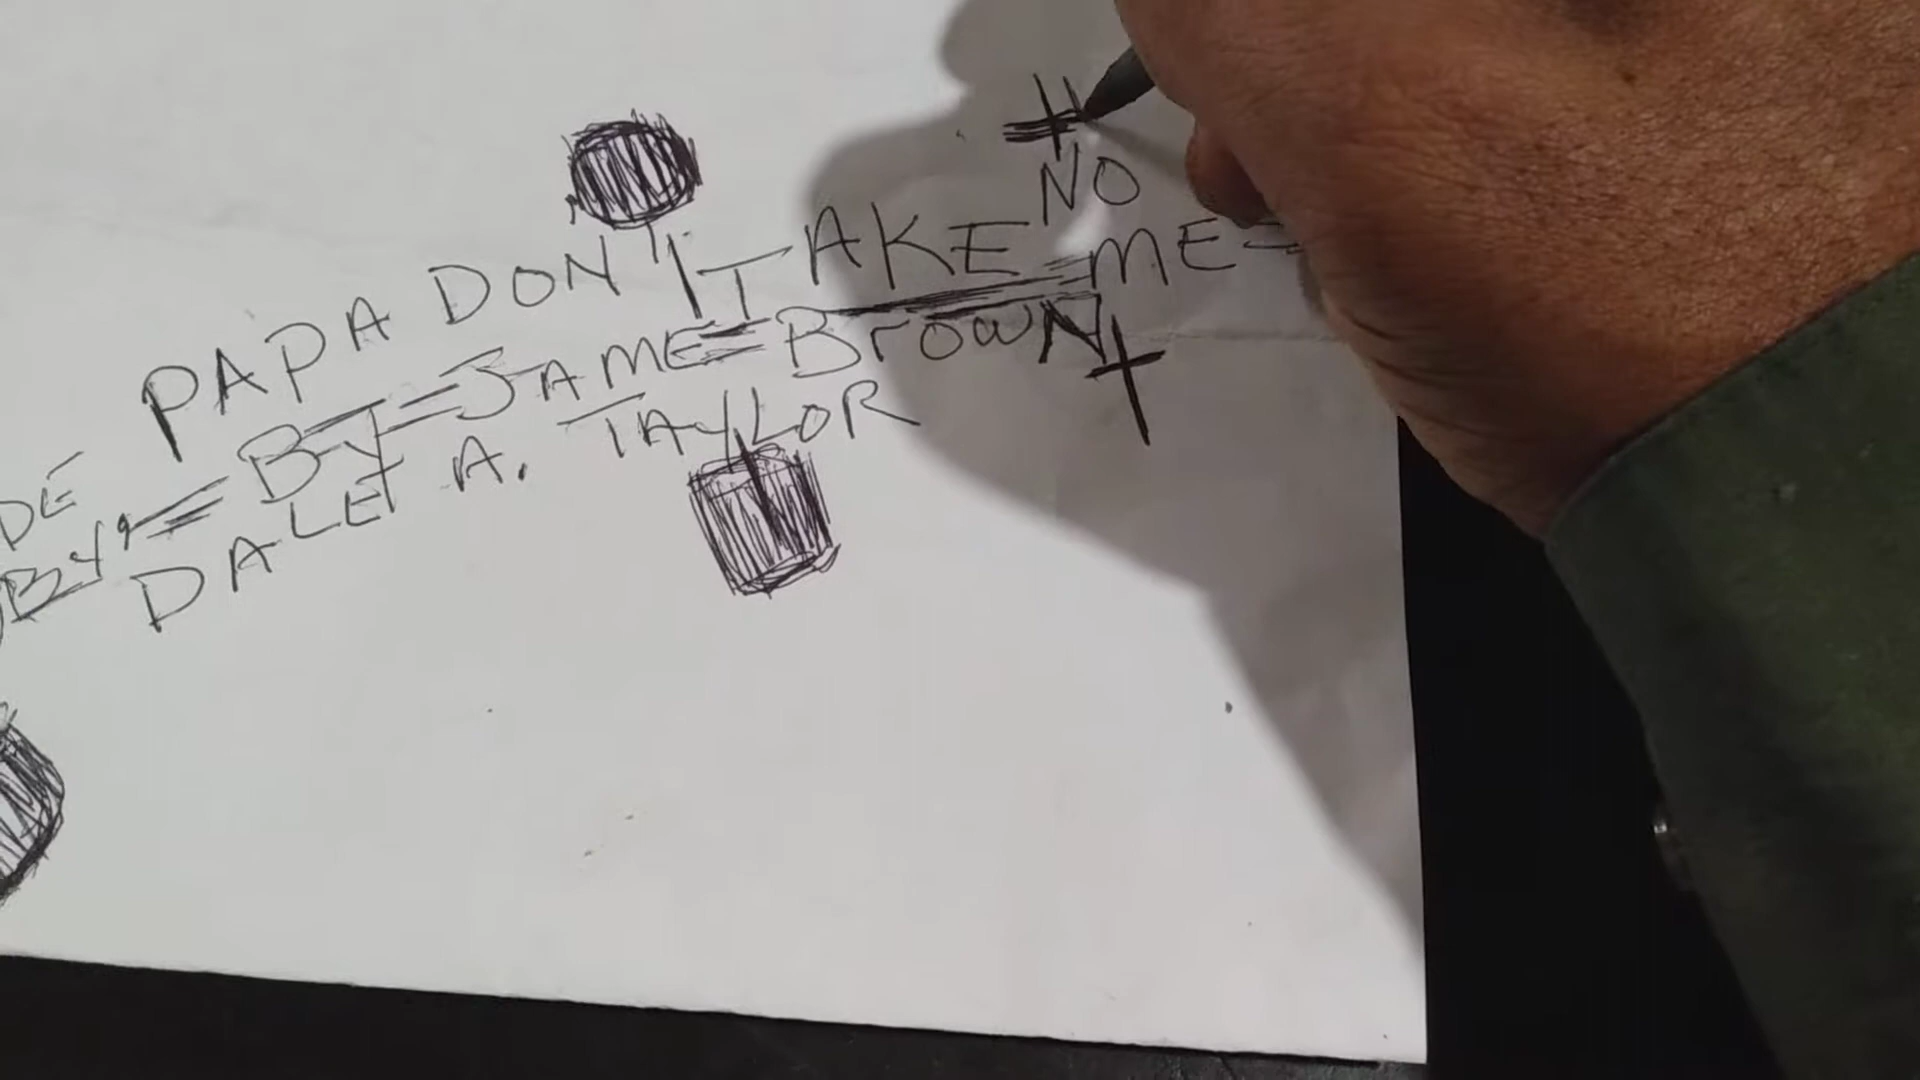 NO
PAPA DON'T TAKE ME
DE
BY JAME BROWN
BY
DALE A. TAYLOR